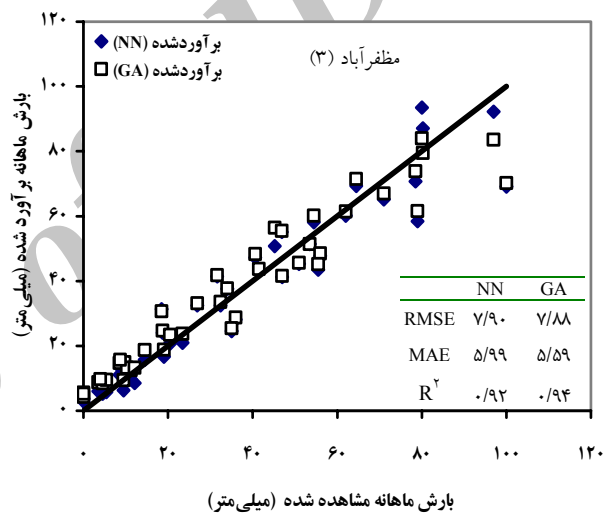 ۱۲۰
برآوردشده (NN)
برآوردشده (GA)
مظفرآباد (۳)
۱۰۰
۸۰
۶۰
۴۰
۲۰
۰
بارش ماهانه برآورد شده (میلی‌متر)
NN GA
RMSE ۷/۹۰ ۷/۸۸
MAE ۵/۹۹ ۵/۵۹
R۲ ۰/۹۲ ۰/۹۴
۰ ۲۰ ۴۰ ۶۰ ۸۰ ۱۰۰ ۱۲۰
بارش ماهانه مشاهده شده (میلی‌متر)